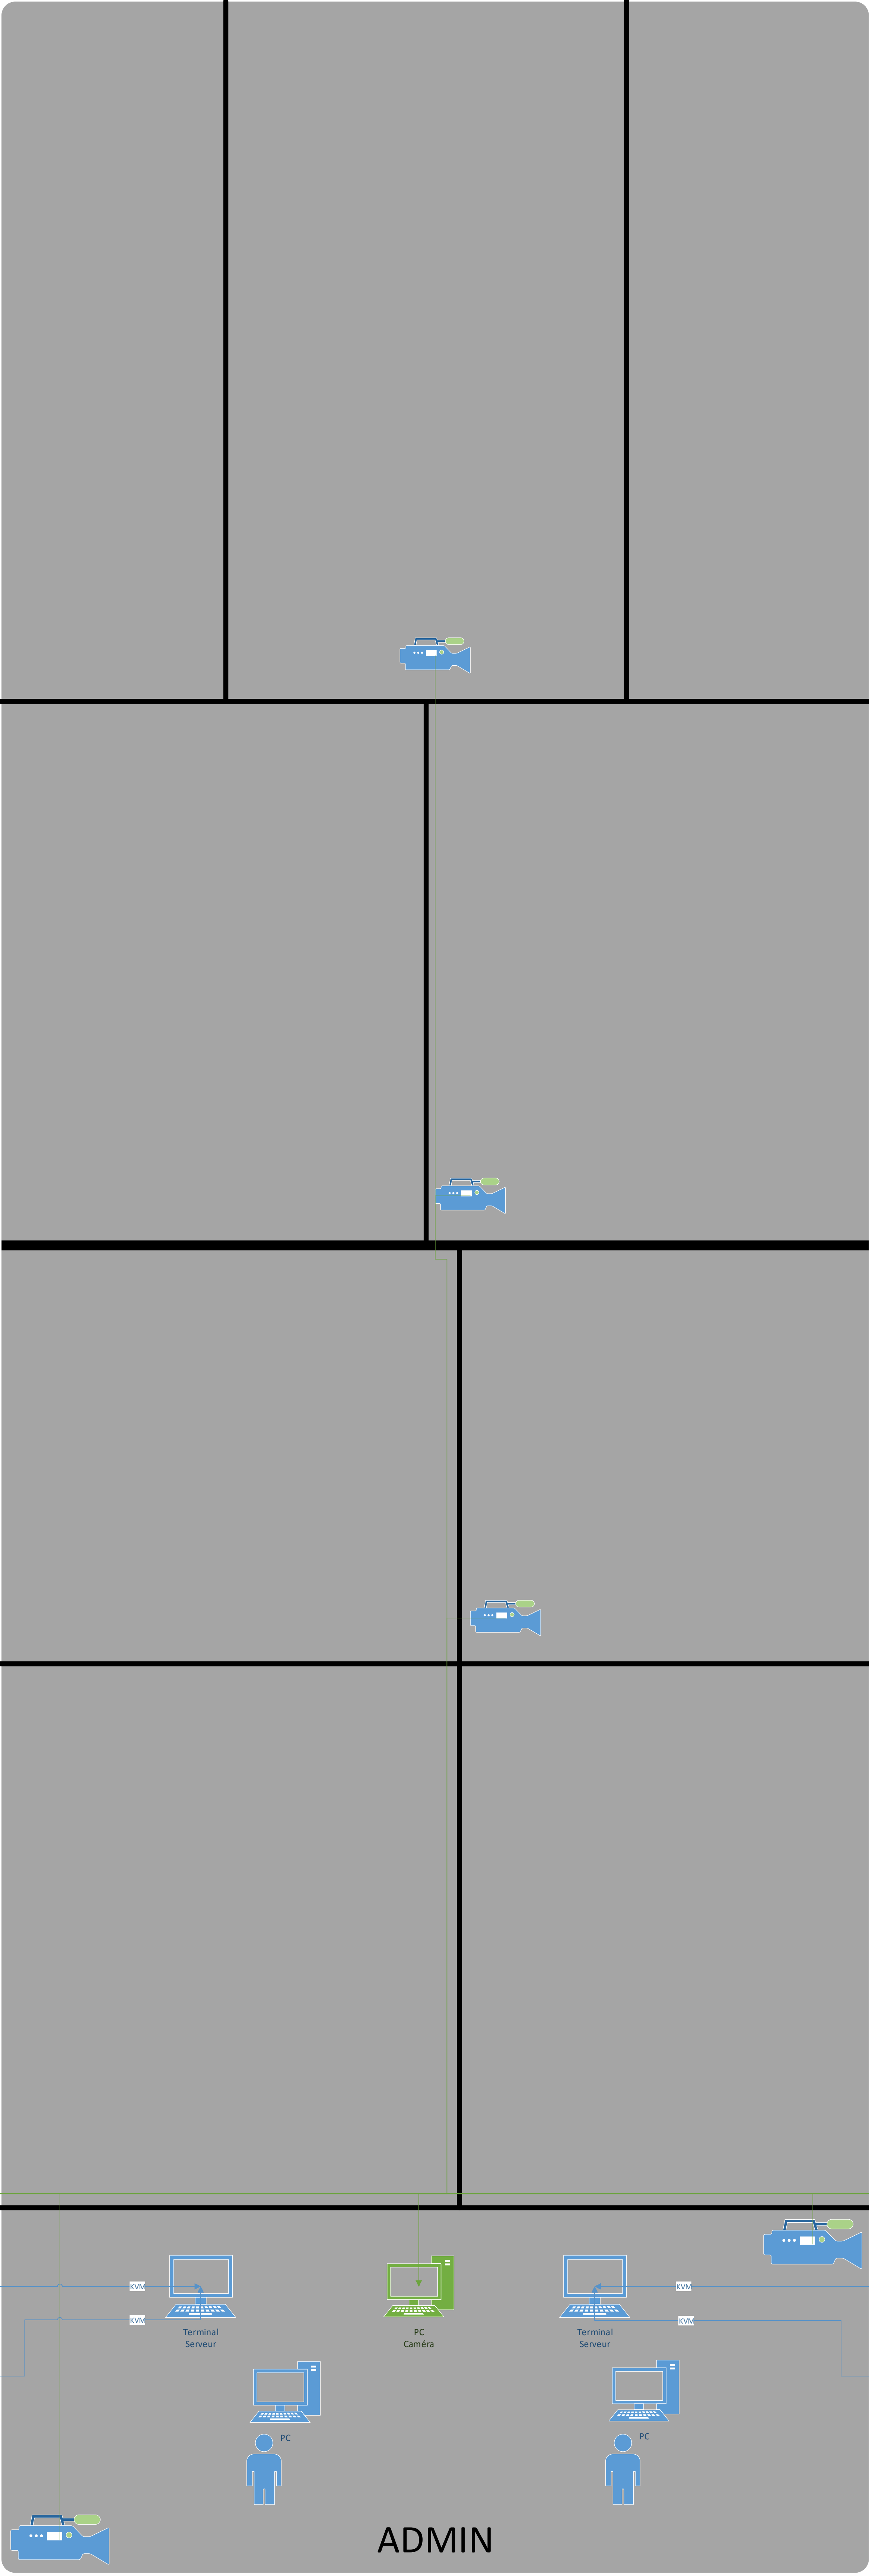 KVM
KVM
KVM
KVM
Terminal
Serveur
PC
Caméra
Terminal
Serveur
PC
PC
ADMIN